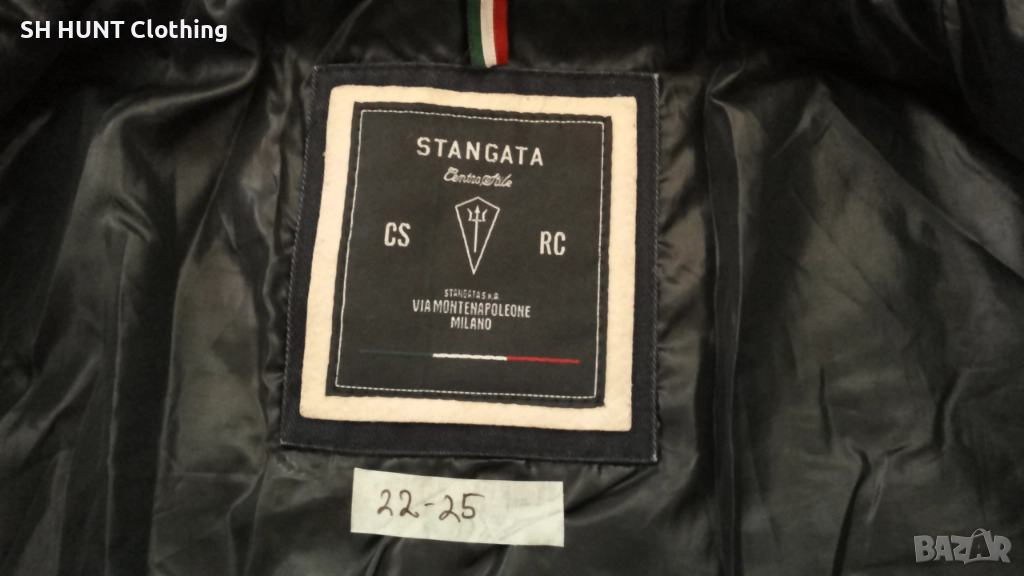 SH HUNT Clothing
STANGATA
Centro Stile
CS RC
STANGATA S.p.a.
VIA MONTENAPOLEONE
MILANO
22-25
BAZAR